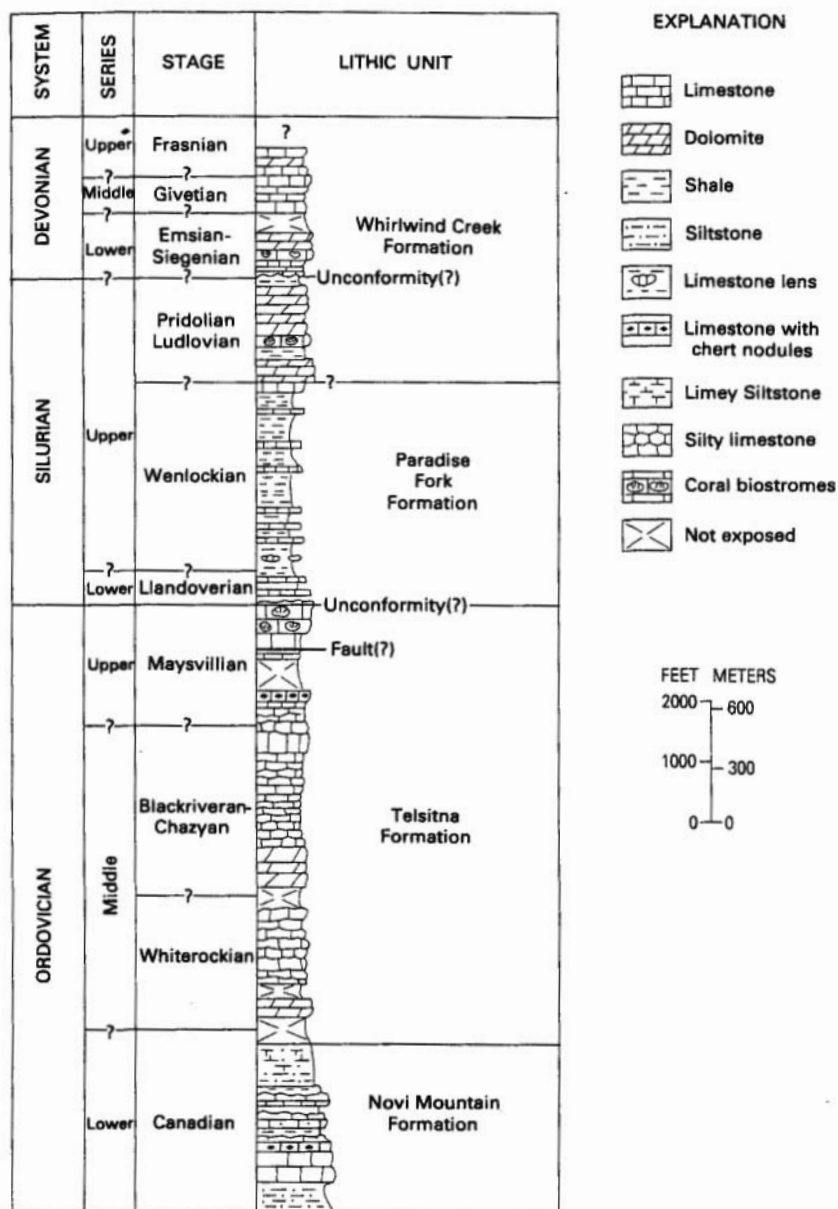 SYSTEM
SERIES
STAGE
LITHIC UNIT
DEVONIAN
SILURIAN
ORDOVICIAN
Upper
?
Middle
?
Lower
?
Upper
?
Lower
Upper
?
Middle
?
Lower
Frasnian
?
Givetian
?
Emsian-
Siegenian
?
Pridolian
Ludlovian
?
Wenlockian
?
Llandoverian
Maysvillian
?
Blackriveran-
Chazyan
?
Whiterockian
Canadian
?
Whirlwind Creek
Formation
Unconformity(?)
?
Paradise
Fork
Formation
Unconformity(?)
Fault(?)
Telsitna
Formation
Novi Mountain
Formation
EXPLANATION
Limestone
Dolomite
Shale
Siltstone
Limestone lens
Limestone with
chert nodules
Limey Siltstone
Silty limestone
Coral biostromes
Not exposed
FEET METERS
2000 600
1000 300
0 0